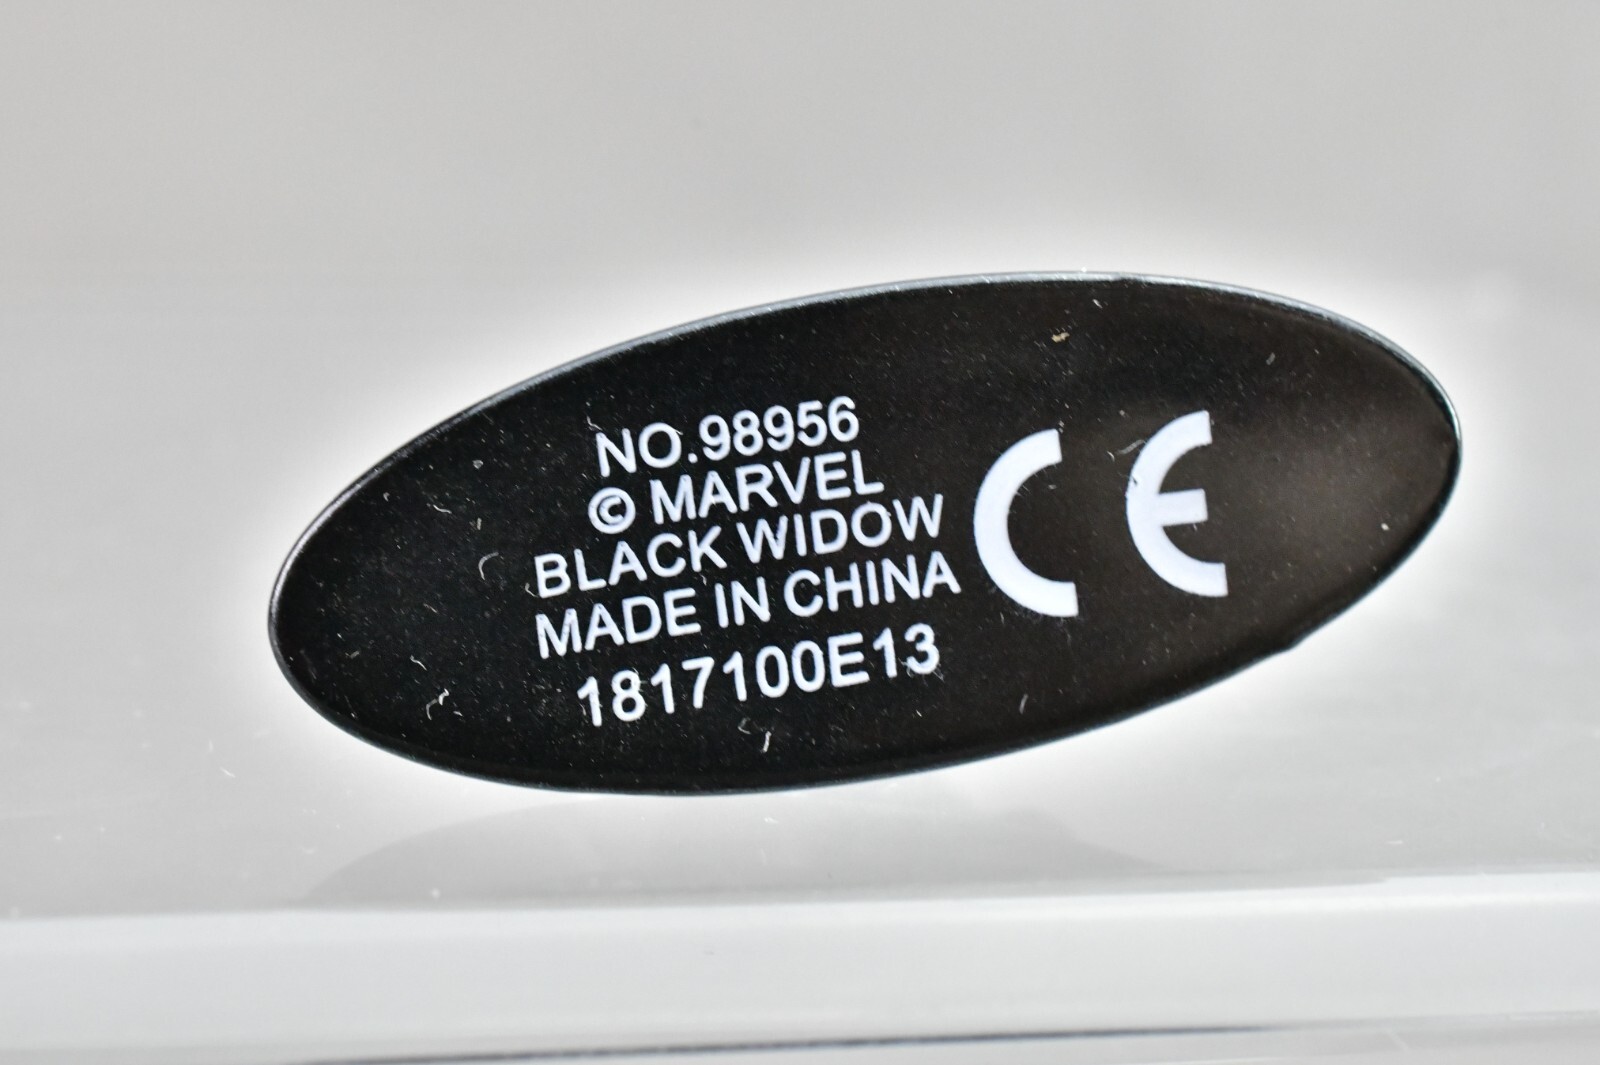 NO.98956
© MARVEL
BLACK WIDOW
MADE IN CHINA
1817100E13
CE